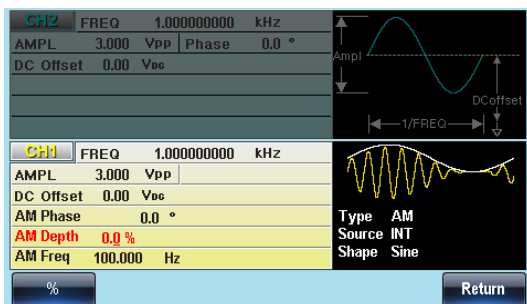 CH2 FREQ 1.000000000 kHz
AMPL 3.000 Vpp Phase 0.0 °
DC Offset 0.00 VDC
Ampl
DCoffset
1/FREQ
CH1 FREQ 1.000000000 kHz
AMPL 3.000 Vpp
DC Offset 0.00 VDC
AM Phase 0.0 °
AM Depth 0.0 %
AM Freq 100.000 Hz
Type AM
Source INT
Shape Sine
% Return